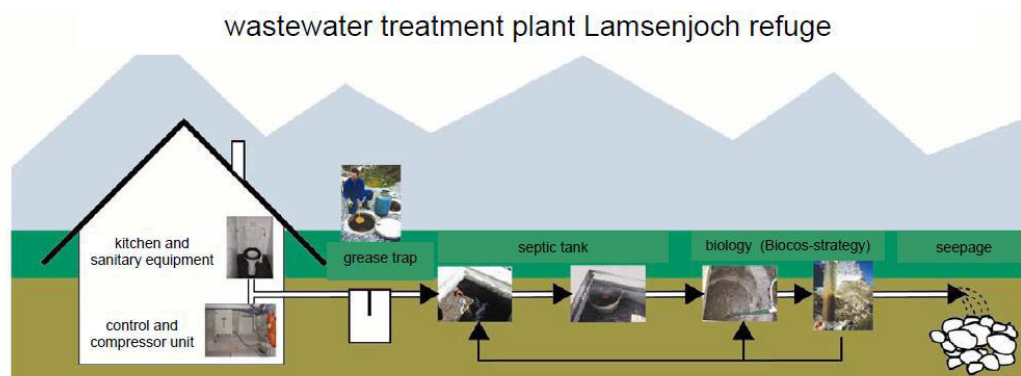 wastewater treatment plant Lamsenjoch refuge
kitchen and
sanitary equipment
grease trap
septic tank
biology (Biocos-strategy)
seepage
control and
compressor unit